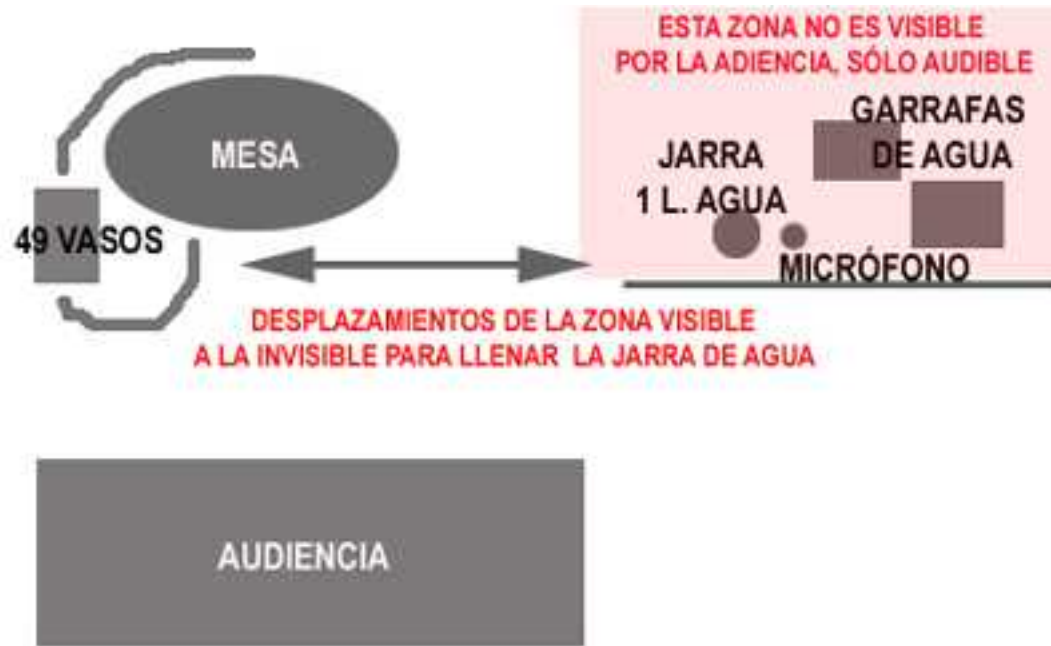 ESTA ZONA NO ES VISIBLE
POR LA ADIENCIA, SÓLO AUDIBLE
GARRAFAS
DE AGUA
JARRA
1 L. AGUA
MICRÓFONO
MESA
49 VASOS
DESPLAZAMIENTOS DE LA ZONA VISIBLE
A LA INVISIBLE PARA LLENAR LA JARRA DE AGUA
AUDIENCIA